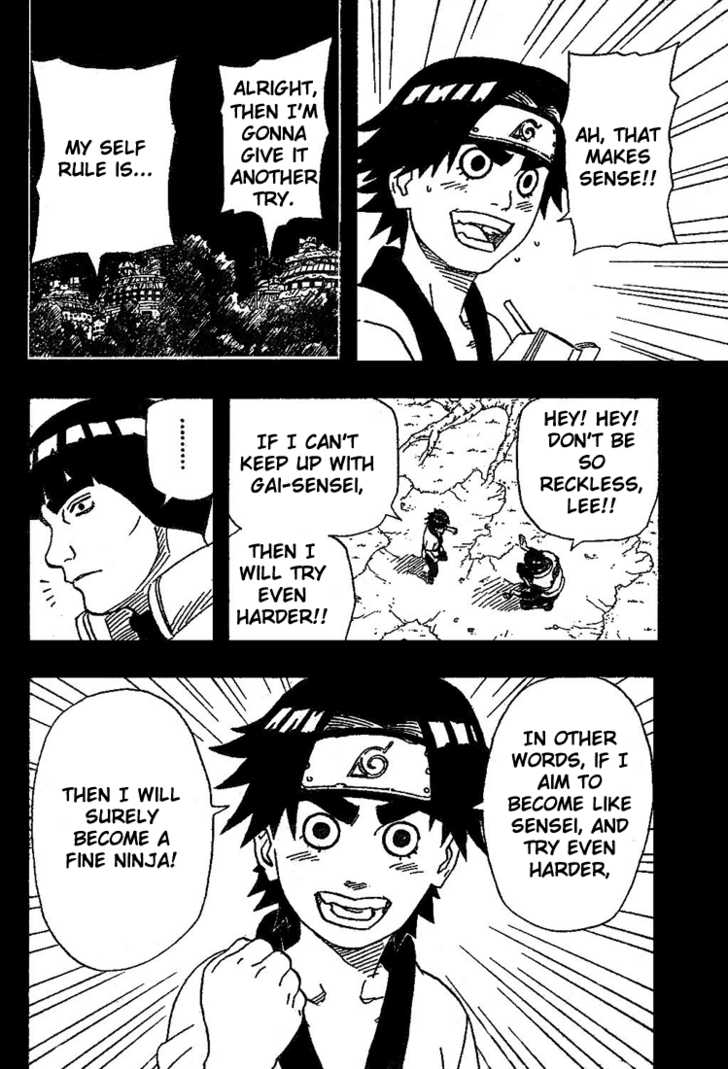 AH, THAT
MAKES
SENSE!!
ALRIGHT,
THEN I'M
GONNA
GIVE IT
ANOTHER
TRY.
MY SELF
RULE IS...
HEY! HEY!
DON'T BE
SO
RECKLESS,
LEE!!
IF I CAN'T
KEEP UP WITH
GAI-SENSEI,
THEN I
WILL TRY
EVEN
HARDER!!
........
IN OTHER
WORDS, IF I
AIM TO
BECOME LIKE
SENSEI, AND
TRY EVEN
HARDER,
THEN I WILL
SURELY
BECOME A
FINE NINJA!